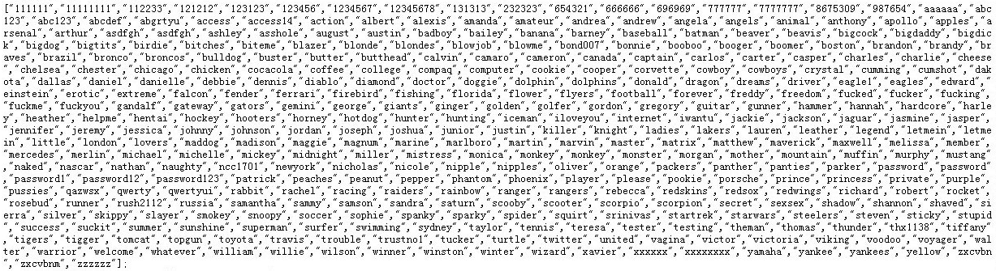 ["111111","11111111","112233","121212","123123","123456","1234567","12345678","131313","232323","654321","666666","696969","777777","7777777","8675309","987654","aaaaaa","abc
123","abc123","abcdef","abgrtyu","access","access14","action","albert","alexis","amanda","amateur","andrea","andrew","angela","angels","animal","anthony","apollo","apples","a
rsenal","arthur","asdfgh","asdfgh","ashley","asshole","august","austin","badboy","bailey","banana","barney","baseball","batman","beaver","beavis","bigcock","bigdaddy","bigdic
k","bigdog","bigtits","birdie","bitches","biteme","blazer","blonde","blondes","blowjob","blowme","bond007","bonnie","booboo","booger","boomer","boston","brandon","brandy","br
aves","brazil","bronco","broncos","bulldog","buster","butter","butthead","calvin","camaro","cameron","canada","captain","carlos","carter","casper","charles","charlie","cheese
","chelsea","chester","chicago","chicken","cocacola","coffee","college","compaq","computer","cookie","cooper","corvette","cowboy","cowboys","crystal","cumming","cumshot","dak
ota","dallas","daniel","danielle","debbie","dennis","diablo","diamond","doctor","doggie","dolphin","dolphins","donald","dragon","dreams","driver","eagle1","eagles","edward","
einstein","erotic","extreme","falcon","fender","ferrari","firebird","fishing","florida","flower","flyers","football","forever","freddy","freedom","fucked","fucker","fucking",
"fuckme","fuckyou","gandalf","gateway","gators","gemini","george","giants","ginger","golden","golfer","gordon","gregory","guitar","gunner","hammer","hannah","hardcore","harle
y","heather","helpme","hentai","hockey","hooters","horney","hotdog","hunter","hunting","iceman","iloveyou","internet","iwantu","jackie","jackson","jaguar","jasmine","jasper",
"jennifer","jeremy","jessica","johnny","johnson","jordan","joseph","joshua","junior","justin","killer","knight","ladies","lakers","lauren","leather","legend","letmein","letme
in","little","london","lovers","maddog","madison","maggie","magnum","marine","marlboro","martin","marvin","master","matrix","matthew","maverick","maxwell","melissa","member",
"mercedes","merlin","michael","michelle","mickey","midnight","miller","mistress","monica","monkey","monkey","monster","morgan","mother","mountain","muffin","murphy","mustang"
,"naked","nascar","nathan","naughty","ncc1701","newyork","nicholas","nicole","nipple","nipples","oliver","orange","packers","panther","panties","parker","password","password"
,"password1","password12","password123","patrick","peaches","peanut","pepper","phantom","phoenix","player","please","pookie","porsche","prince","princess","private","purple",
"pussies","qazwsx","qwerty","qwertyui","rabbit","rachel","racing","raiders","rainbow","ranger","rangers","rebecca","redskins","redsox","redwings","richard","robert","rocket",
"rosebud","runner","rush2112","russia","samantha","sammy","samson","sandra","saturn","scooby","scooter","scorpio","scorpion","secret","sexsex","shadow","shannon","shaved","si
erra","silver","skippy","slayer","smokey","snoopy","soccer","sophie","spanky","sparky","spider","squirt","srinivas","startrek","starwars","steelers","steven","sticky","stupid
","success","suckit","summer","sunshine","superman","surfer","swimming","sydney","taylor","tennis","teresa","tester","testing","theman","thomas","thunder","thx1138","tiffany"
,"tigers","tigger","tomcat","topgun","toyota","travis","trouble","trustno1","tucker","turtle","twitter","united","vagina","victor","victoria","viking","voodoo","voyager","wal
ter","warrior","welcome","whatever","william","willie","wilson","winner","winston","winter","wizard","xavier","xxxxxx","xxxxxxxx","yamaha","yankee","yankees","yellow","zxcvbn
","zxcvbnm","zzzzzz"];